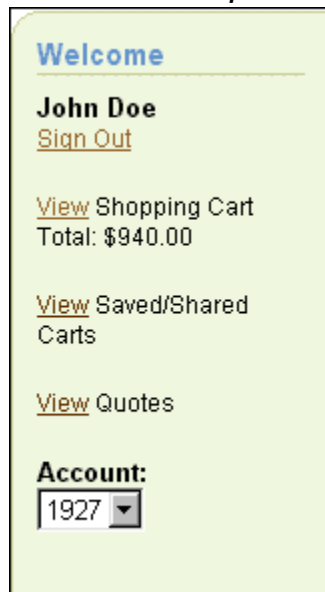 Welcome
John Doe
Sign Out
View Shopping Cart
Total: $940.00
View Saved/Shared
Carts
View Quotes
Account:
1927